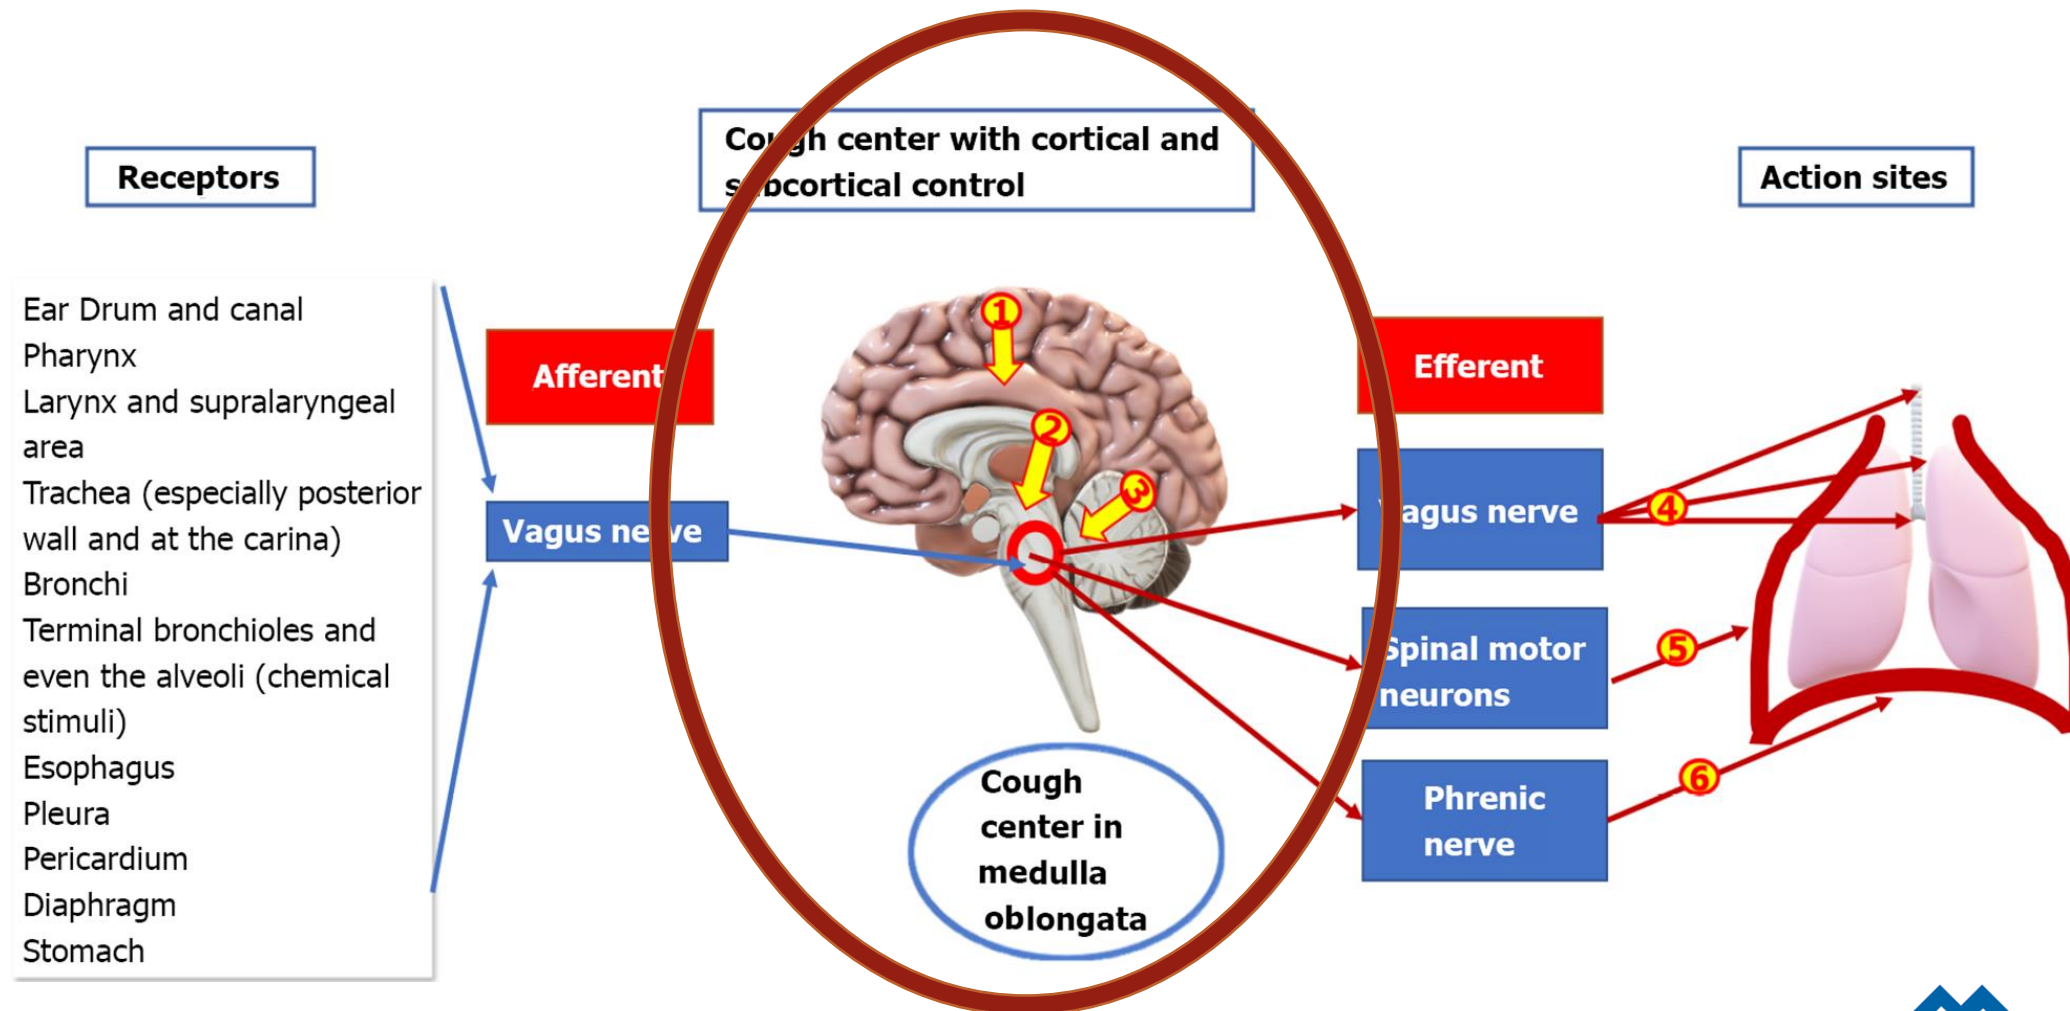 Receptors
Ear Drum and canal
Pharynx
Larynx and supralaryngeal
area
Trachea (especially posterior
wall and at the carina)
Bronchi
Terminal bronchioles and
even the alveoli (chemical
stimuli)
Esophagus
Pleura
Pericardium
Diaphragm
Stomach
Afferent
Vagus nerve
Cough center with cortical and
subcortical control
1
2
3
Cough
center in
medulla
oblongata
Efferent
Vagus nerve
Spinal motor
neurons
Phrenic
nerve
4
5
6
Action sites